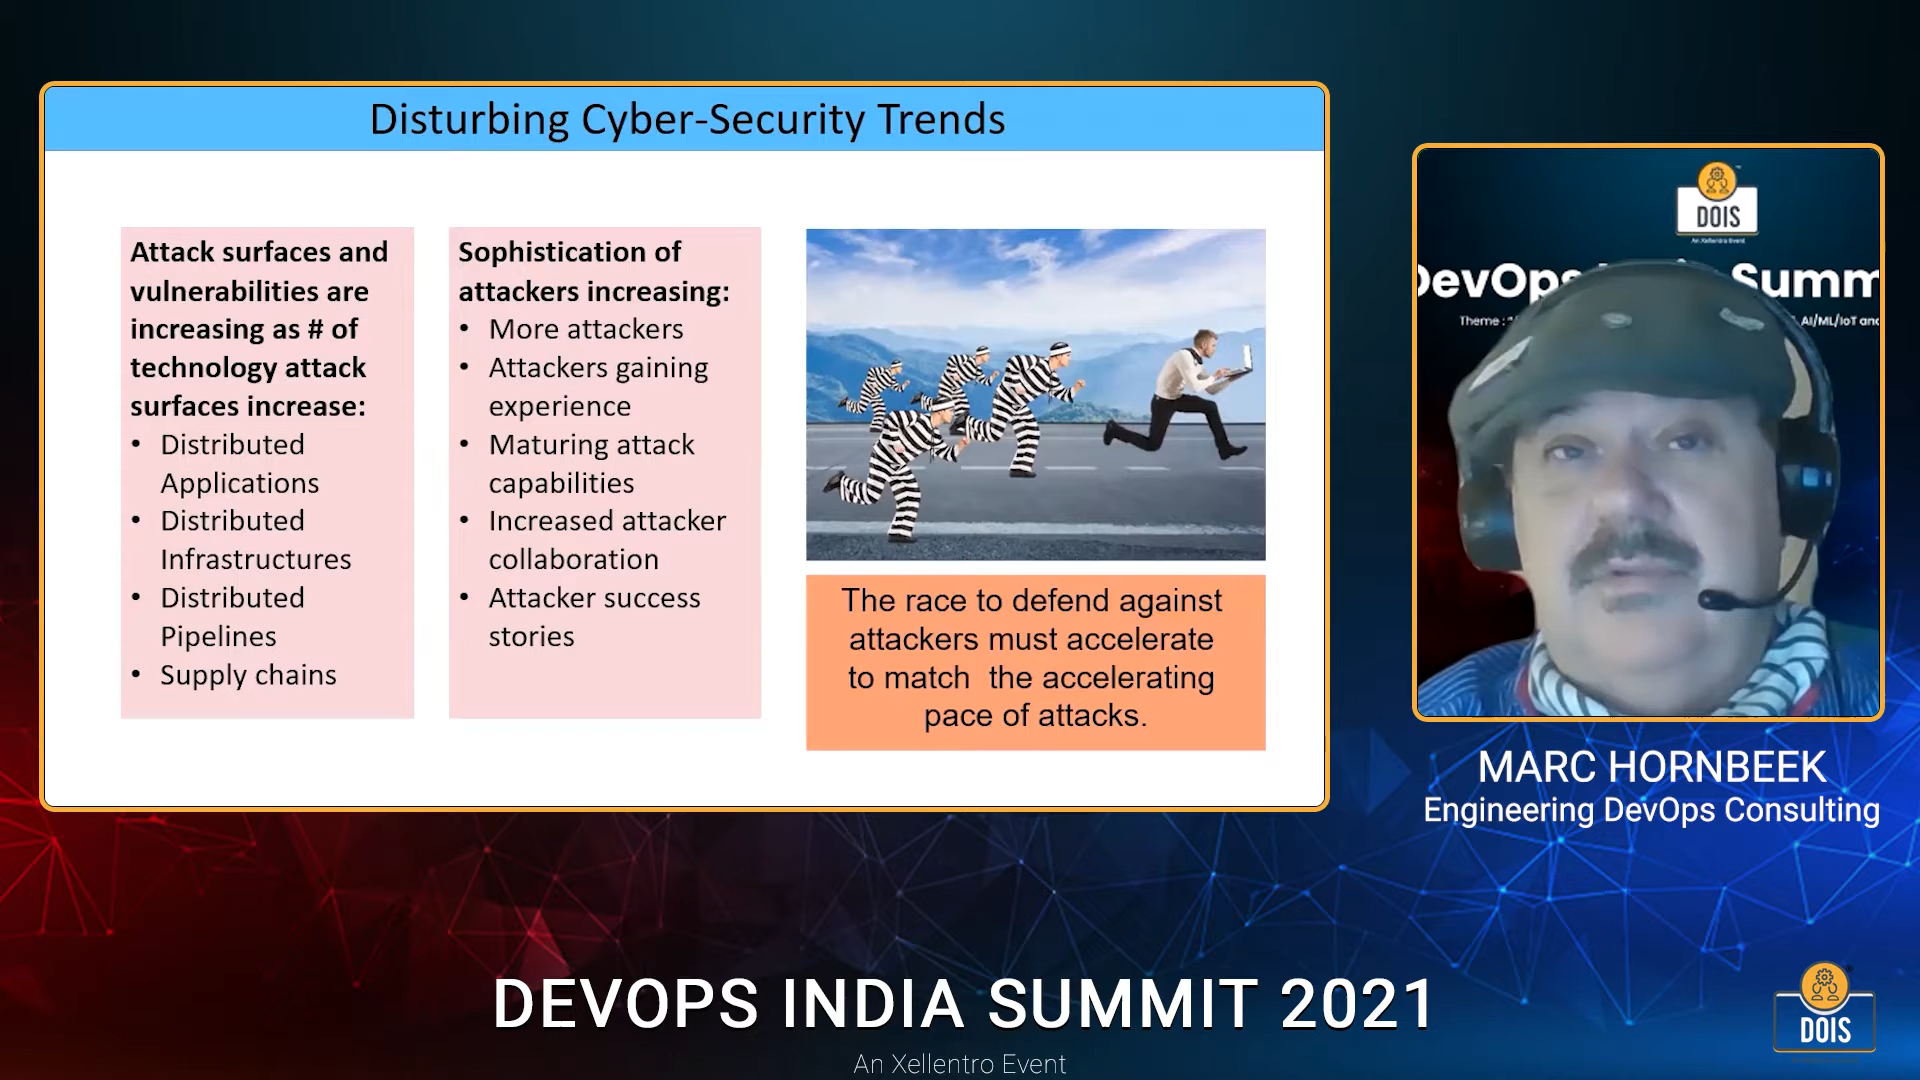 Disturbing Cyber-Security Trends
Attack surfaces and
vulnerabilities are
increasing as # of
technology attack
surfaces increase:
• Distributed
Applications
• Distributed
Infrastructures
• Distributed
Pipelines
• Supply chains
Sophistication of
attackers increasing:
• More attackers
• Attackers gaining
experience
• Maturing attack
capabilities
• Increased attacker
collaboration
• Attacker success
stories
The race to defend against
attackers must accelerate
to match  the accelerating
pace of attacks.
DOIS
An Xellentro Event
DevOps Summ
Theme : AI/ML/IoT and
MARC HORNBEEK
Engineering DevOps Consulting
DEVOPS INDIA SUMMIT 2021
An Xellentro Event
DOIS